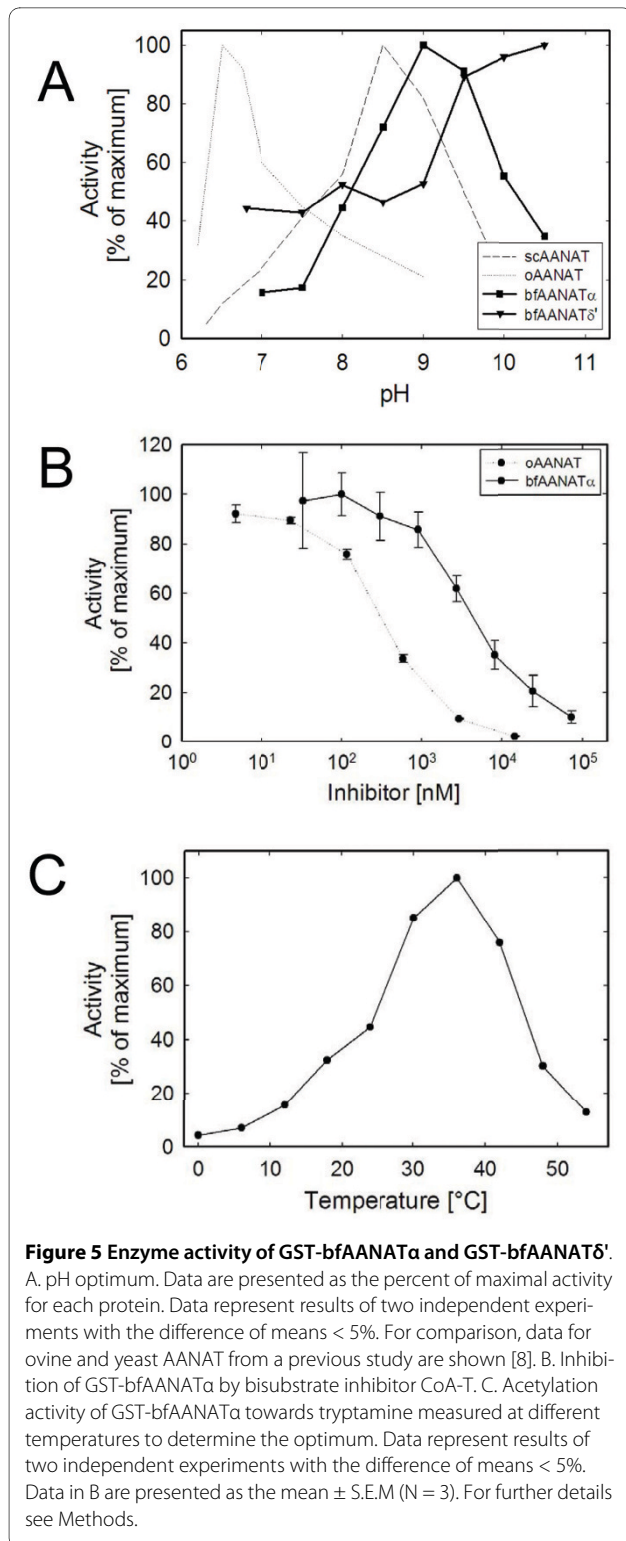 A
Activity
[% of maximum]
100
80
60
40
20
0
6 7 8 9 10 11
pH
scAANAT
oAANAT
bfAANATα
bfAANATδ'
B
Activity
[% of maximum]
120
100
80
60
40
20
0
10⁰ 10¹ 10² 10³ 10⁴ 10⁵
Inhibitor [nM]
oAANAT
bfAANATα
C
Activity
[% of maximum]
100
80
60
40
20
0
0 10 20 30 40 50
Temperature [°C]
Figure 5 Enzyme activity of GST-bfAANATα and GST-bfAANATδ'.
A. pH optimum. Data are presented as the percent of maximal activity
for each protein. Data represent results of two independent experi-
ments with the difference of means < 5%. For comparison, data for
ovine and yeast AANAT from a previous study are shown [8]. B. Inhibi-
tion of GST-bfAANATα by bisubstrate inhibitor CoA-T. C. Acetylation
activity of GST-bfAANATα towards tryptamine measured at different
temperatures to determine the optimum. Data represent results of
two independent experiments with the difference of means < 5%.
Data in B are presented as the mean ± S.E.M (N = 3). For further details
see Methods.